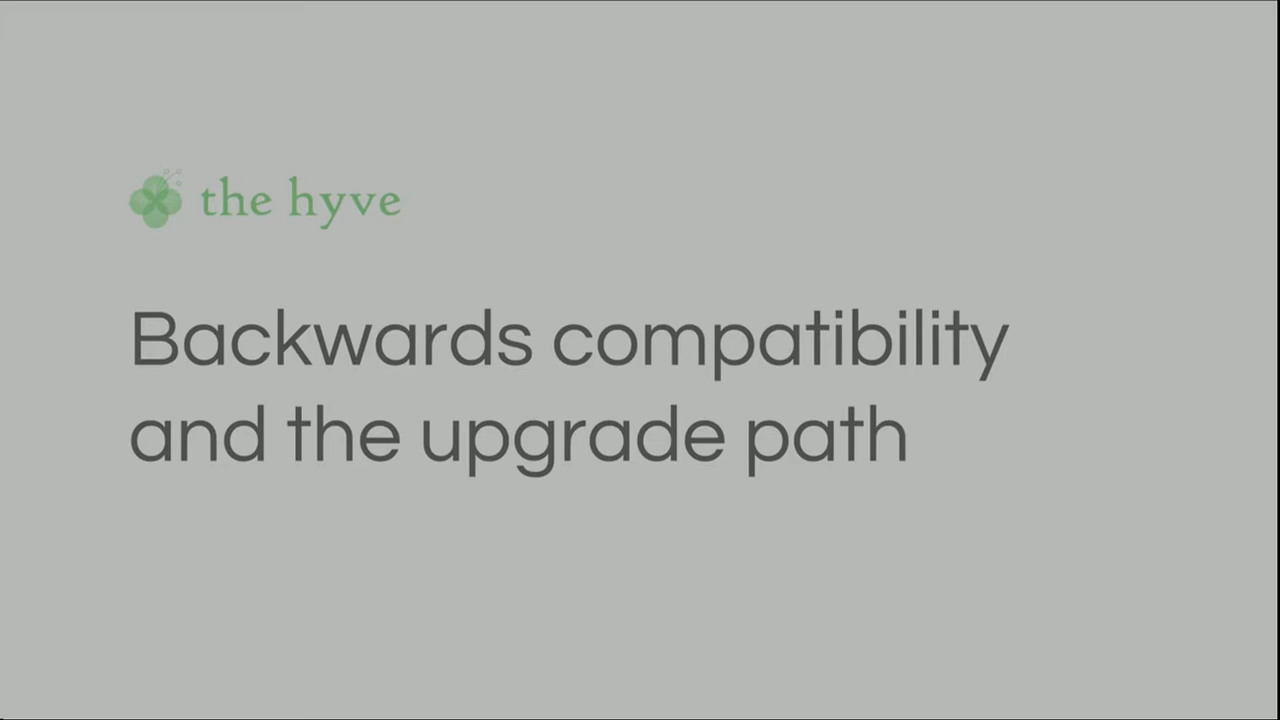 the hyve
Backwards compatibility
and the upgrade path